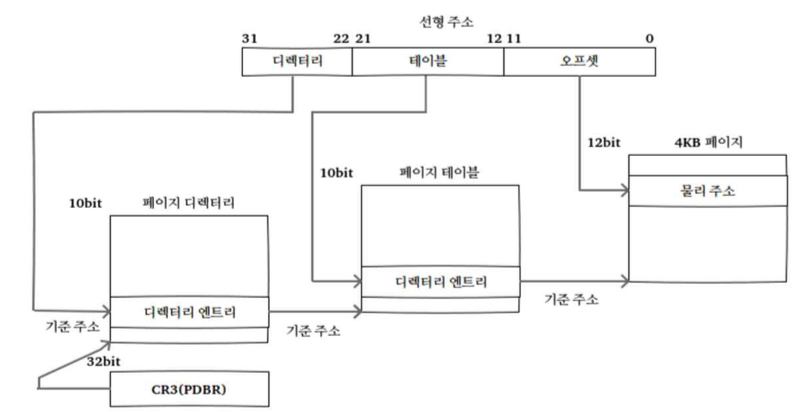 선형 주소
31 22 21 12 11 0
디렉터리 테이블 오프셋
12bit 4KB 페이지
10bit 페이지 테이블
물리 주소
10bit 페이지 디렉터리
디렉터리 엔트리
기준 주소
디렉터리 엔트리
기준 주소
기준 주소
32bit
CR3(PDBR)